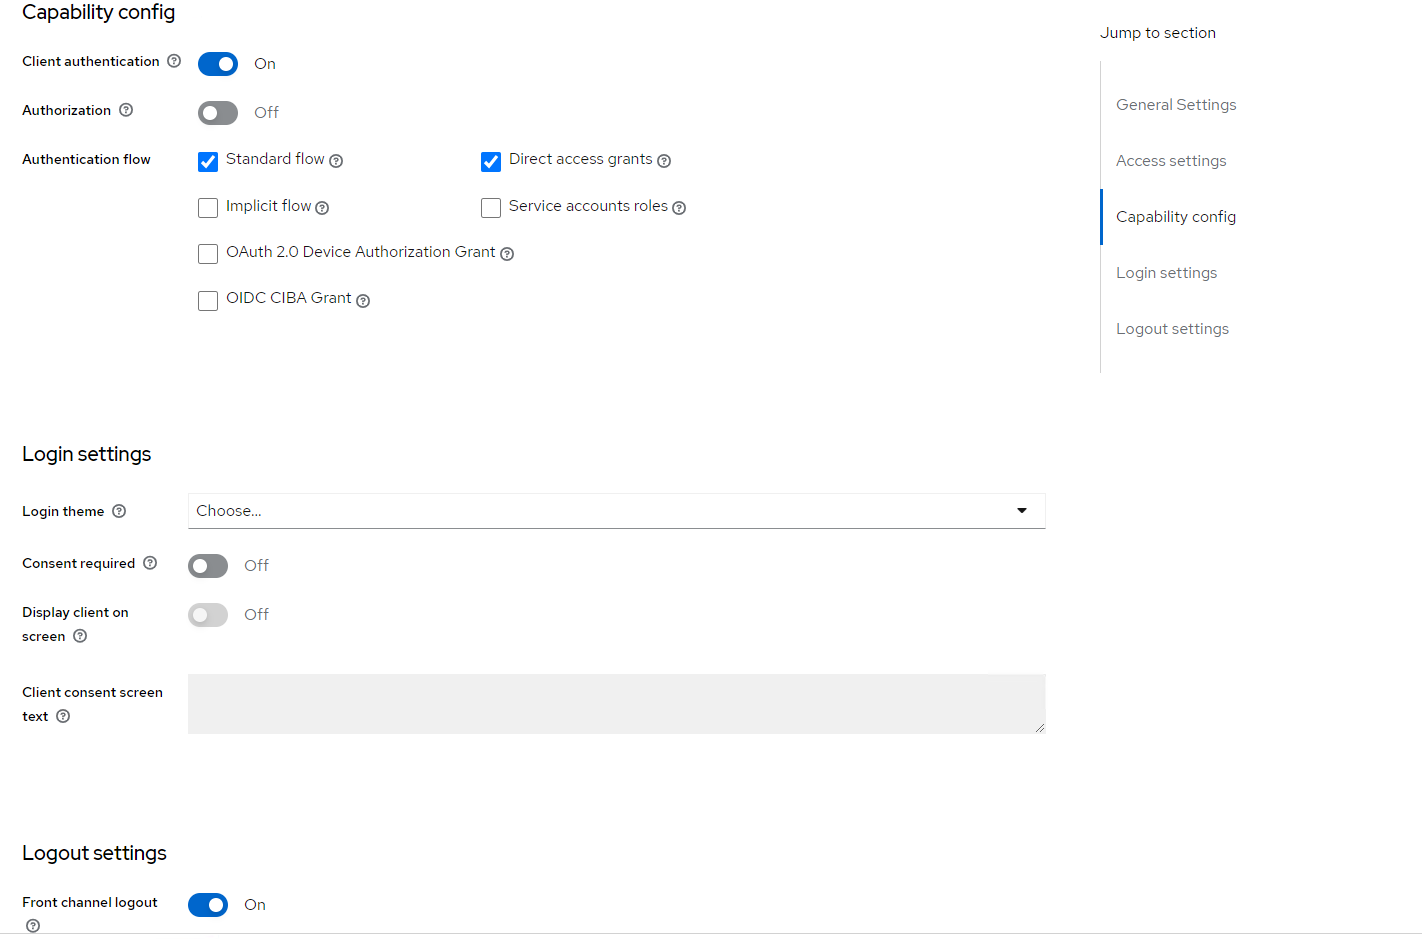 Capability config
Jump to section
Client authentication
On
General Settings
Authorization
Off
Access settings
Authentication flow
Standard flow
Direct access grants
Implicit flow
Service accounts roles
Capability config
OAuth 2.0 Device Authorization Grant
Login settings
OIDC CIBA Grant
Logout settings
Login settings
Login theme
Choose...
Consent required
Off
Display client on
screen
Off
Client consent screen
text
Logout settings
Front channel logout
On